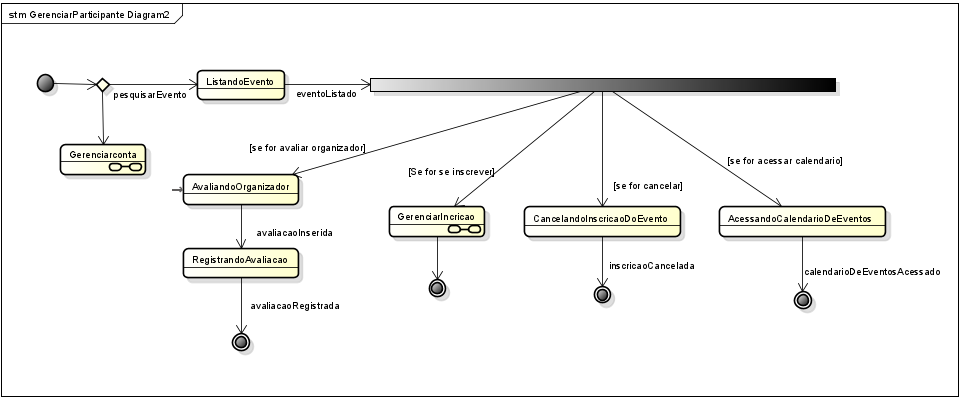 stm GerenciarParticipante Diagram2
ListandoEvento
pesquisarEvento
eventoListado
Gerenciarconta
[se for avaliar organizador]
[Se for se inscrever]
[se for cancelar]
[se for acessar calendario]
AvaliandoOrganizador
GerenciarIncricao
CancelandoInscricaoDoEvento
AcessandoCalendarioDeEventos
avaliacaoInserida
RegistrandoAvaliacao
inscricaoCancelada
calendarioDeEventosAcessado
avaliacaoRegistrada